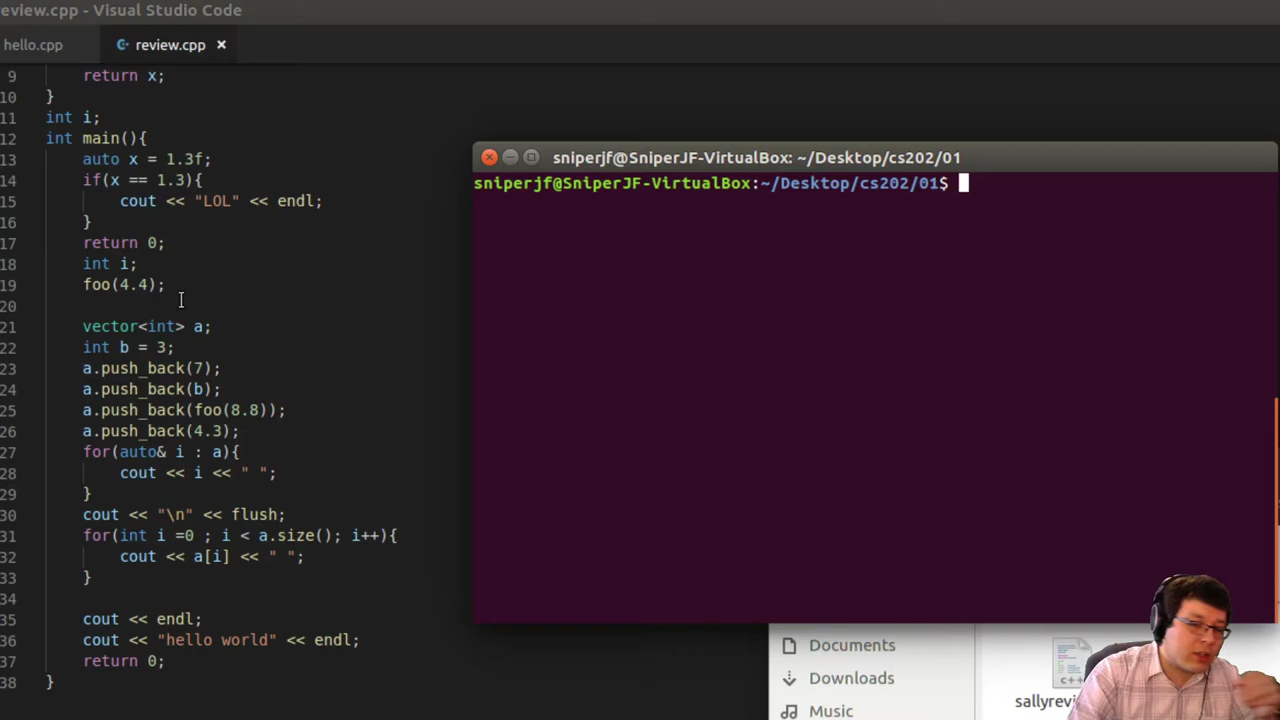 review.cpp - Visual Studio Code
hello.cpp
review.cpp ×
9 return x;
10 }
11 int i;
12 int main(){
13 auto x = 1.3f;
14 if(x == 1.3){
15 cout << "LOL" << endl;
16 }
17 return 0;
18 int i;
19 foo(4.4);
20
21 vector<int> a;
22 int b = 3;
23 a.push_back(7);
24 a.push_back(b);
25 a.push_back(foo(8.8));
26 a.push_back(4.3);
27 for(auto& i : a){
28 cout << i << " ";
29 }
30 cout << "\n" << flush;
31 for(int i =0 ; i < a.size(); i++){
32 cout << a[i] << " ";
33 }
34
35 cout << endl;
36 cout << "hello world" << endl;
37 return 0;
38 }
sniperjf@SniperJF-VirtualBox: ~/Desktop/cs202/01
sniperjf@SniperJF-VirtualBox:~/Desktop/cs202/01$
Documents
Downloads
Music
C++